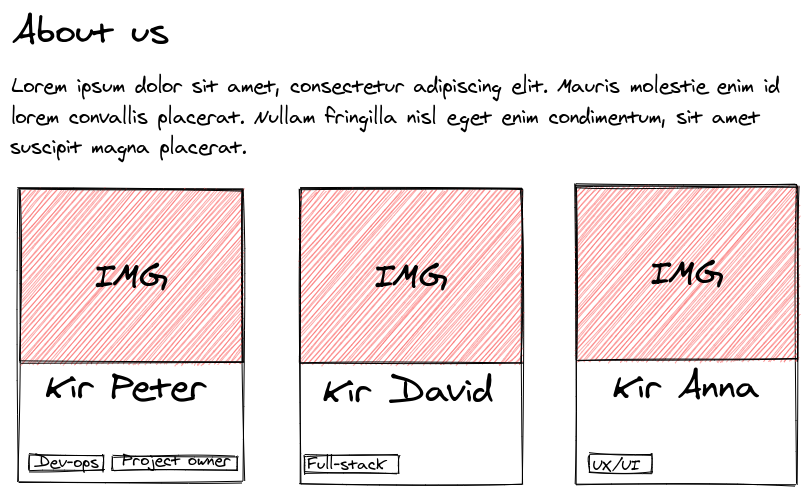 About us
Lorem ipsum dolor sit amet, consectetur adipiscing elit. Mauris molestie enim id
lorem convallis placerat. Nullam fringilla nisl eget enim condimentum, sit amet
suscipit magna placerat.
IMG
IMG
IMG
Kir Peter
Kir David
Kir Anna
Dev-ops
Project owner
Full-stack
UX/UI